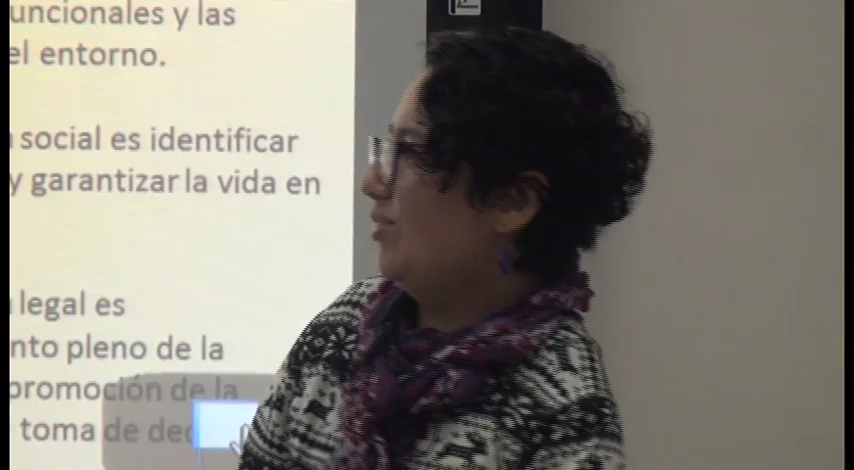 uncionales y las
el entorno.
social es identificar
y garantizar la vida en
legal es
nto pleno de la
promoción de la
toma de dec